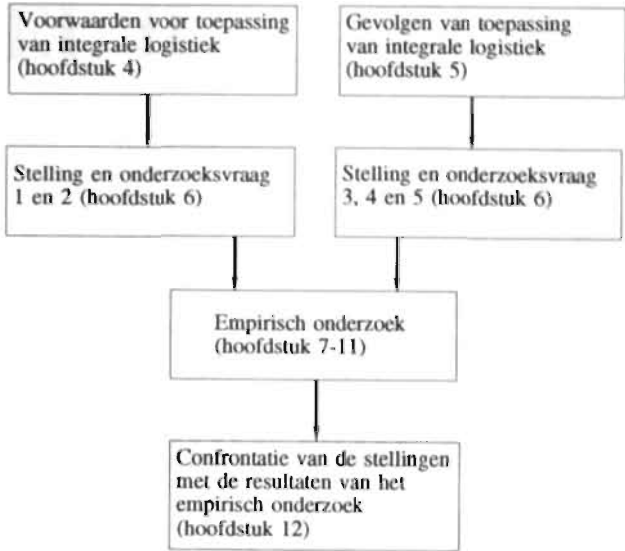 Voorwaarden voor toepassing
van integrale logistiek
(hoofdstuk 4)
Gevolgen van toepassing
van integrale logistiek
(hoofdstuk 5)
Stelling en onderzoeksvraag
1 en 2 (hoofdstuk 6)
Stelling en onderzoeksvraag
3, 4 en 5 (hoofdstuk 6)
Empirisch onderzoek
(hoofdstuk 7-11)
Confrontatie van de stellingen
met de resultaten van het
empirisch onderzoek
(hoofdstuk 12)